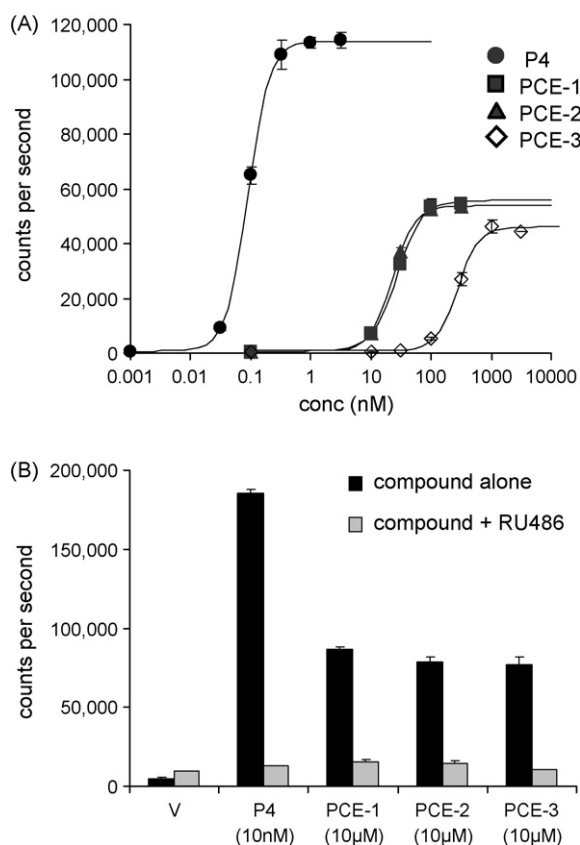 (A)
120,000
100,000
80,000
60,000
40,000
20,000
0
counts per second
0.001 0.01 0.1 1 10 100 1000 10000
conc (nM)
P4
PCE-1
PCE-2
PCE-3
(B)
200,000
150,000
100,000
50,000
0
counts per second
compound alone
compound + RU486
V P4 PCE-1 PCE-2 PCE-3
(10nM) (10μM) (10μM) (10μM)